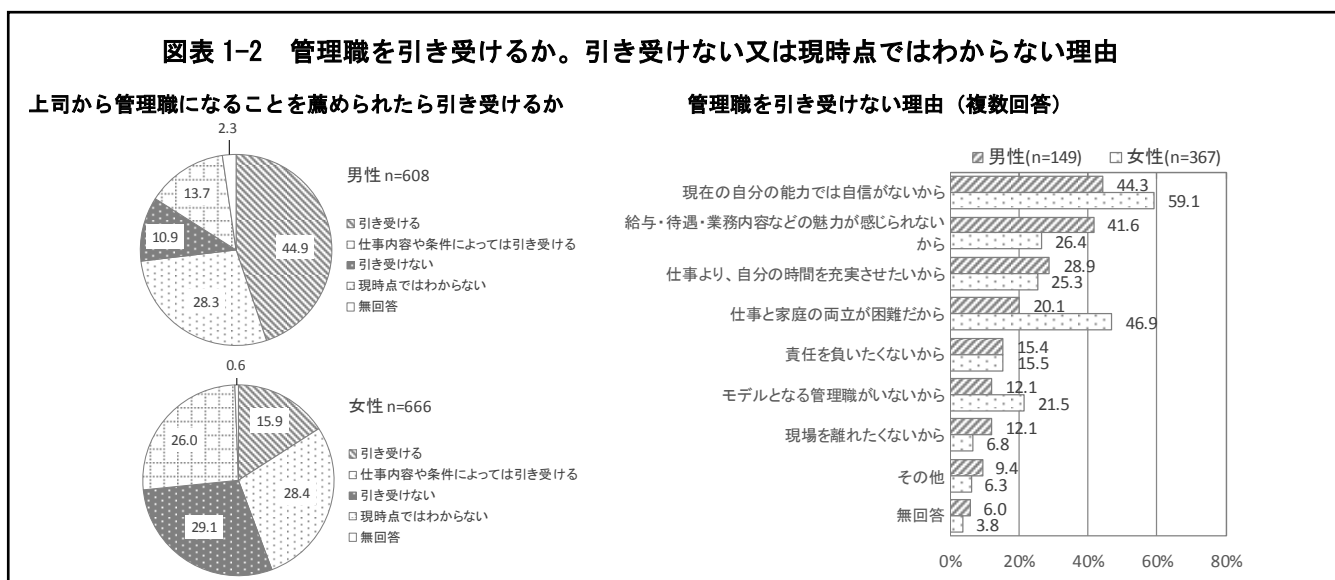 図表 1-2 管理職を引き受けるか。引き受けない又は現時点ではわからない理由
上司から管理職になることを薦められたら引き受けるか
2.3
13.7
10.9
28.3
44.9
男性 n=608
引き受ける
仕事内容や条件によっては引き受ける
引き受けない
現時点ではわからない
無回答
0.6
26.0
15.9
29.1
28.4
女性 n=666
引き受ける
仕事内容や条件によっては引き受ける
引き受けない
現時点ではわからない
無回答
管理職を引き受けない理由（複数回答）
男性(n=149) 女性(n=367)
現在の自分の能力では自信がないから
44.3
59.1
給与・待遇・業務内容などの魅力が感じられない
から
41.6
26.4
仕事より、自分の時間を充実させたいから
28.9
25.3
仕事と家庭の両立が困難だから
20.1
46.9
責任を負いたくないから
15.4
15.5
モデルとなる管理職がいないから
12.1
21.5
現場を離れたくないから
12.1
6.8
その他
9.4
6.3
無回答
6.0
3.8
0% 20% 40% 60% 80%